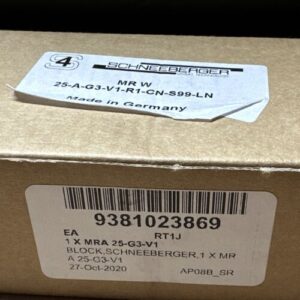 S4
SCHNEEBERGER
MR W
25-A-G3-V1-R1-CN-S99-LN
Made in Germany
9381023869
EA RT1J
1 X MRA 25-G3-V1
BLOCK,SCHNEEBERGER,1 X MR
A 25-G3-V1
27-Oct-2020 AP08B_SR